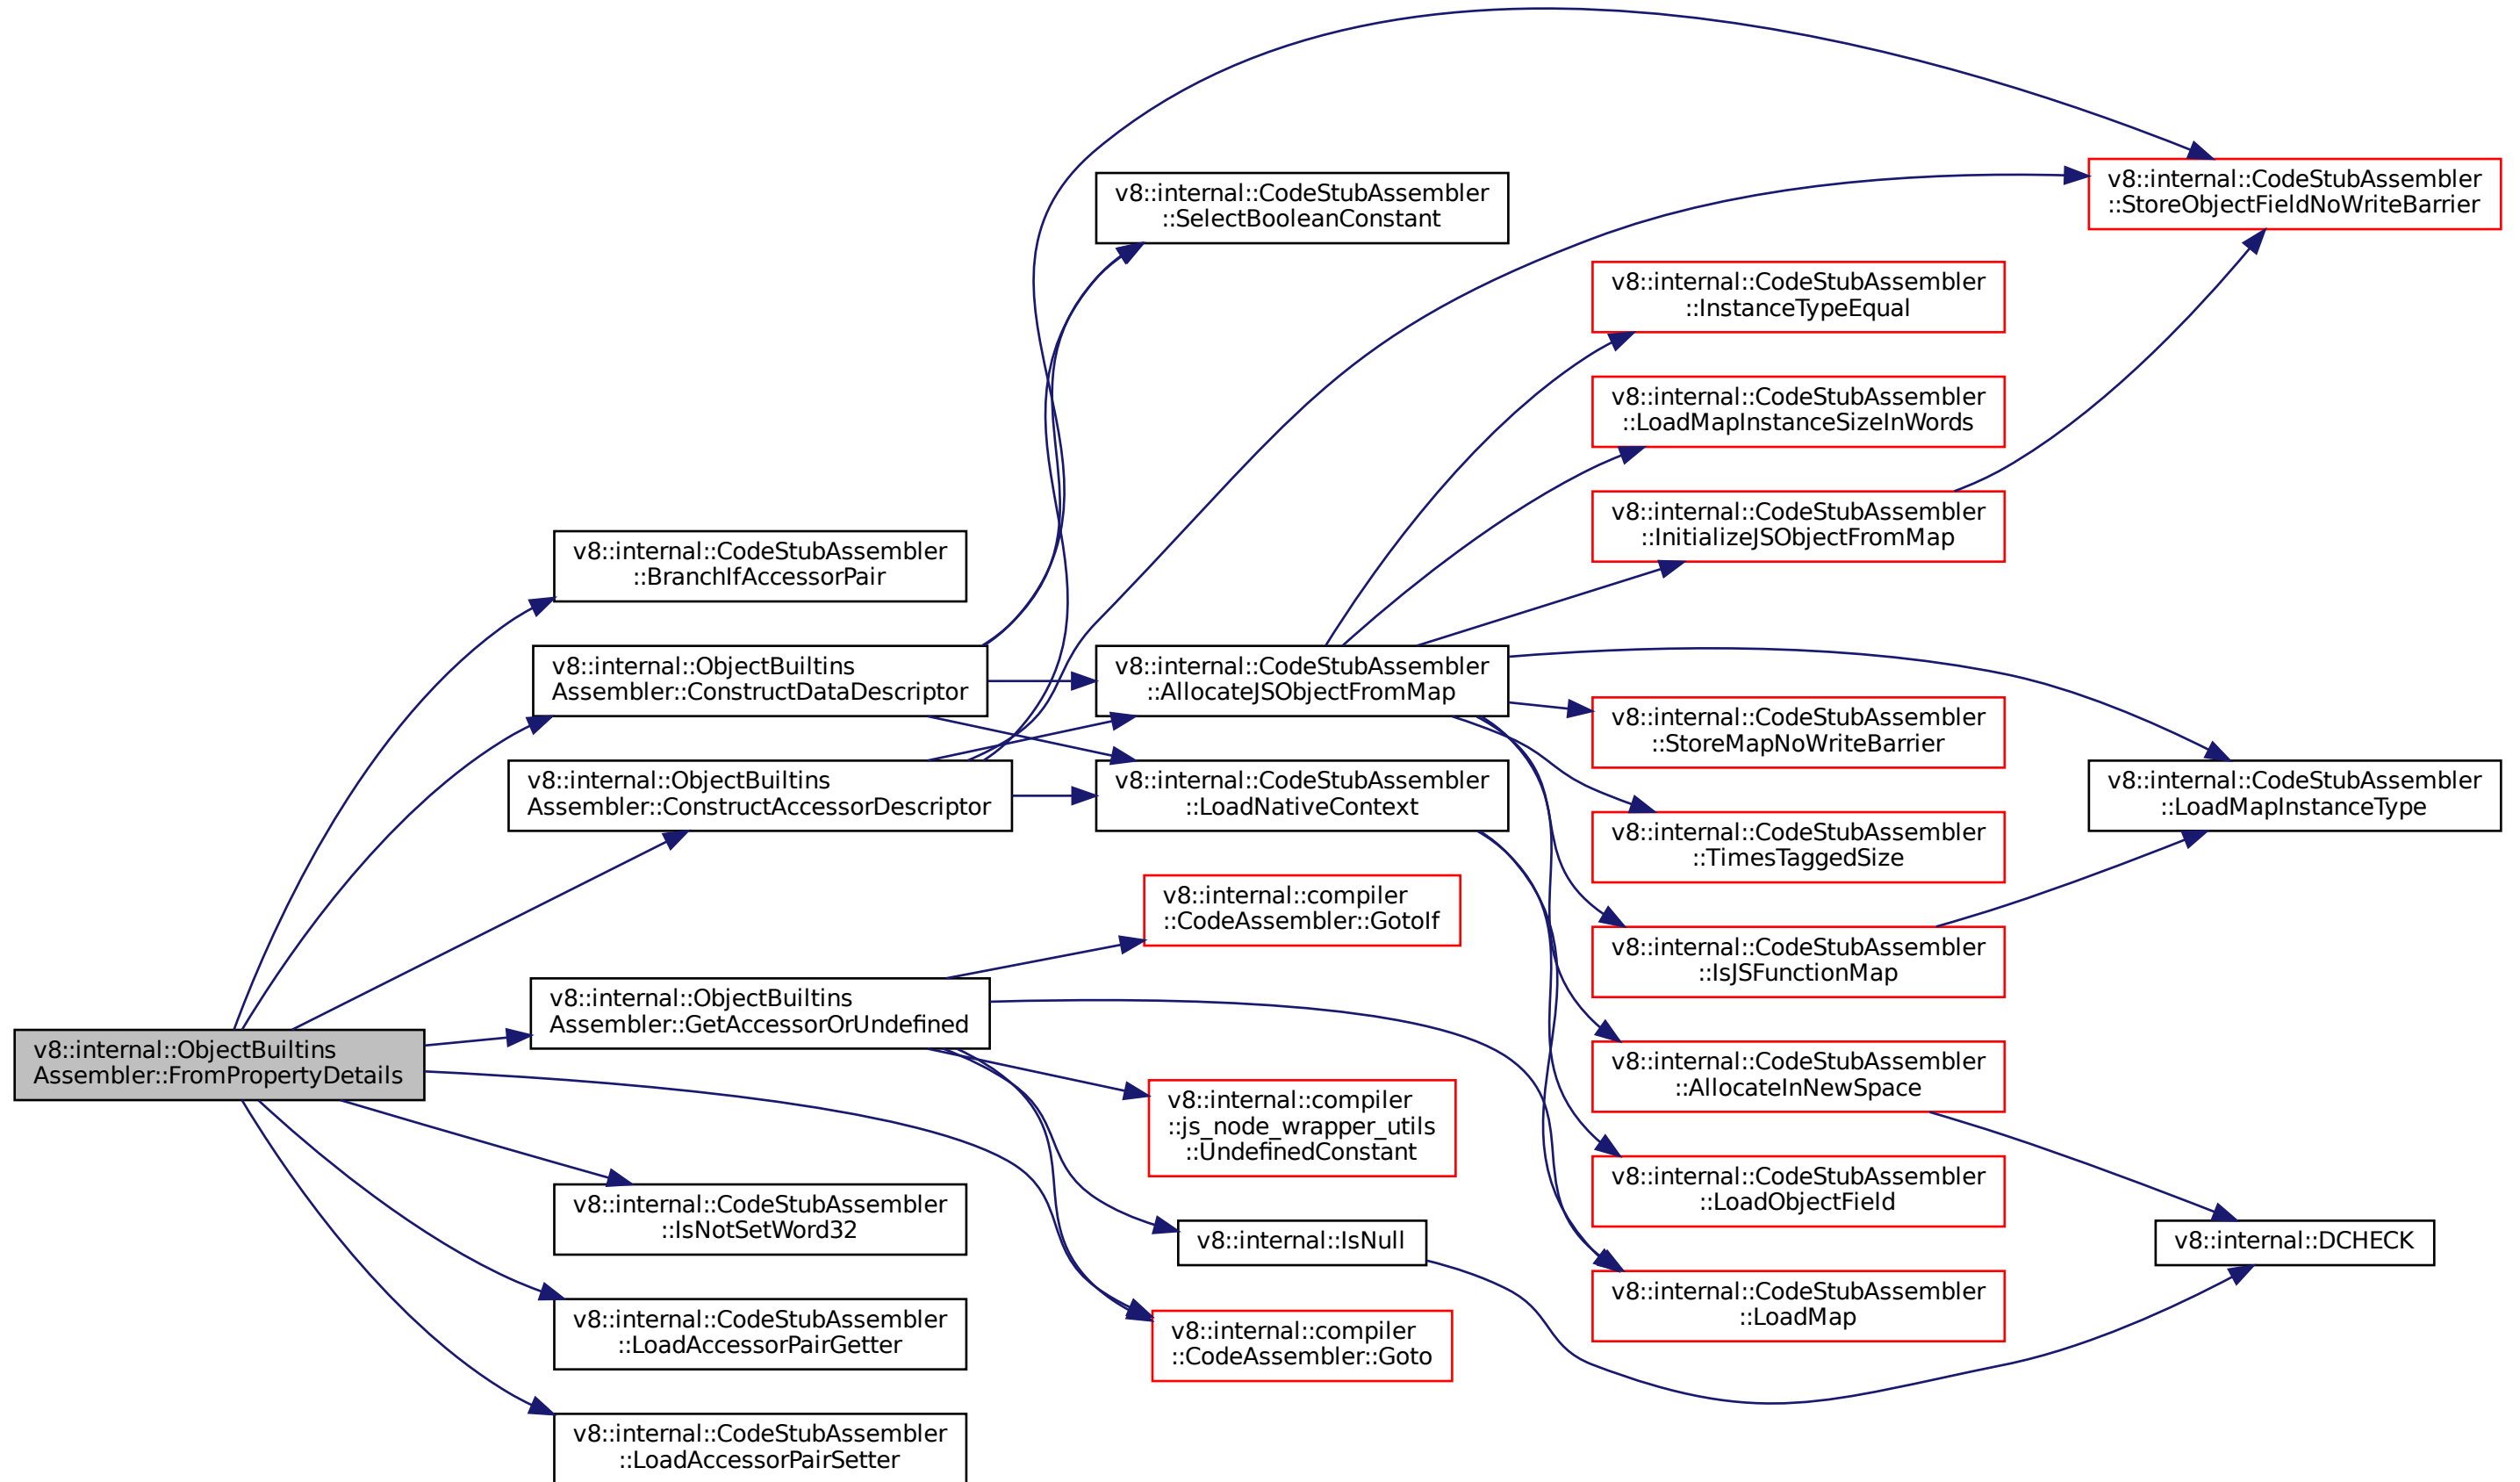 v8::internal::ObjectBuiltins
Assembler::FromPropertyDetails
v8::internal::CodeStubAssembler
::BranchIfAccessorPair
v8::internal::ObjectBuiltins
Assembler::ConstructDataDescriptor
v8::internal::ObjectBuiltins
Assembler::ConstructAccessorDescriptor
v8::internal::ObjectBuiltins
Assembler::GetAccessorOrUndefined
v8::internal::CodeStubAssembler
::IsNotSetWord32
v8::internal::CodeStubAssembler
::LoadAccessorPairGetter
v8::internal::CodeStubAssembler
::LoadAccessorPairSetter
v8::internal::CodeStubAssembler
::SelectBooleanConstant
v8::internal::CodeStubAssembler
::AllocateJSObjectFromMap
v8::internal::CodeStubAssembler
::LoadNativeContext
v8::internal::compiler
::CodeAssembler::GotoIf
v8::internal::compiler
::js_node_wrapper_utils
::UndefinedConstant
v8::internal::IsNull
v8::internal::compiler
::CodeAssembler::Goto
v8::internal::CodeStubAssembler
::InstanceTypeEqual
v8::internal::CodeStubAssembler
::LoadMapInstanceSizeInWords
v8::internal::CodeStubAssembler
::InitializeJSObjectFromMap
v8::internal::CodeStubAssembler
::StoreMapNoWriteBarrier
v8::internal::CodeStubAssembler
::TimesTaggedSize
v8::internal::CodeStubAssembler
::IsJSFunctionMap
v8::internal::CodeStubAssembler
::AllocateInNewSpace
v8::internal::CodeStubAssembler
::LoadObjectField
v8::internal::CodeStubAssembler
::LoadMap
v8::internal::CodeStubAssembler
::StoreObjectFieldNoWriteBarrier
v8::internal::CodeStubAssembler
::LoadMapInstanceType
v8::internal::DCHECK